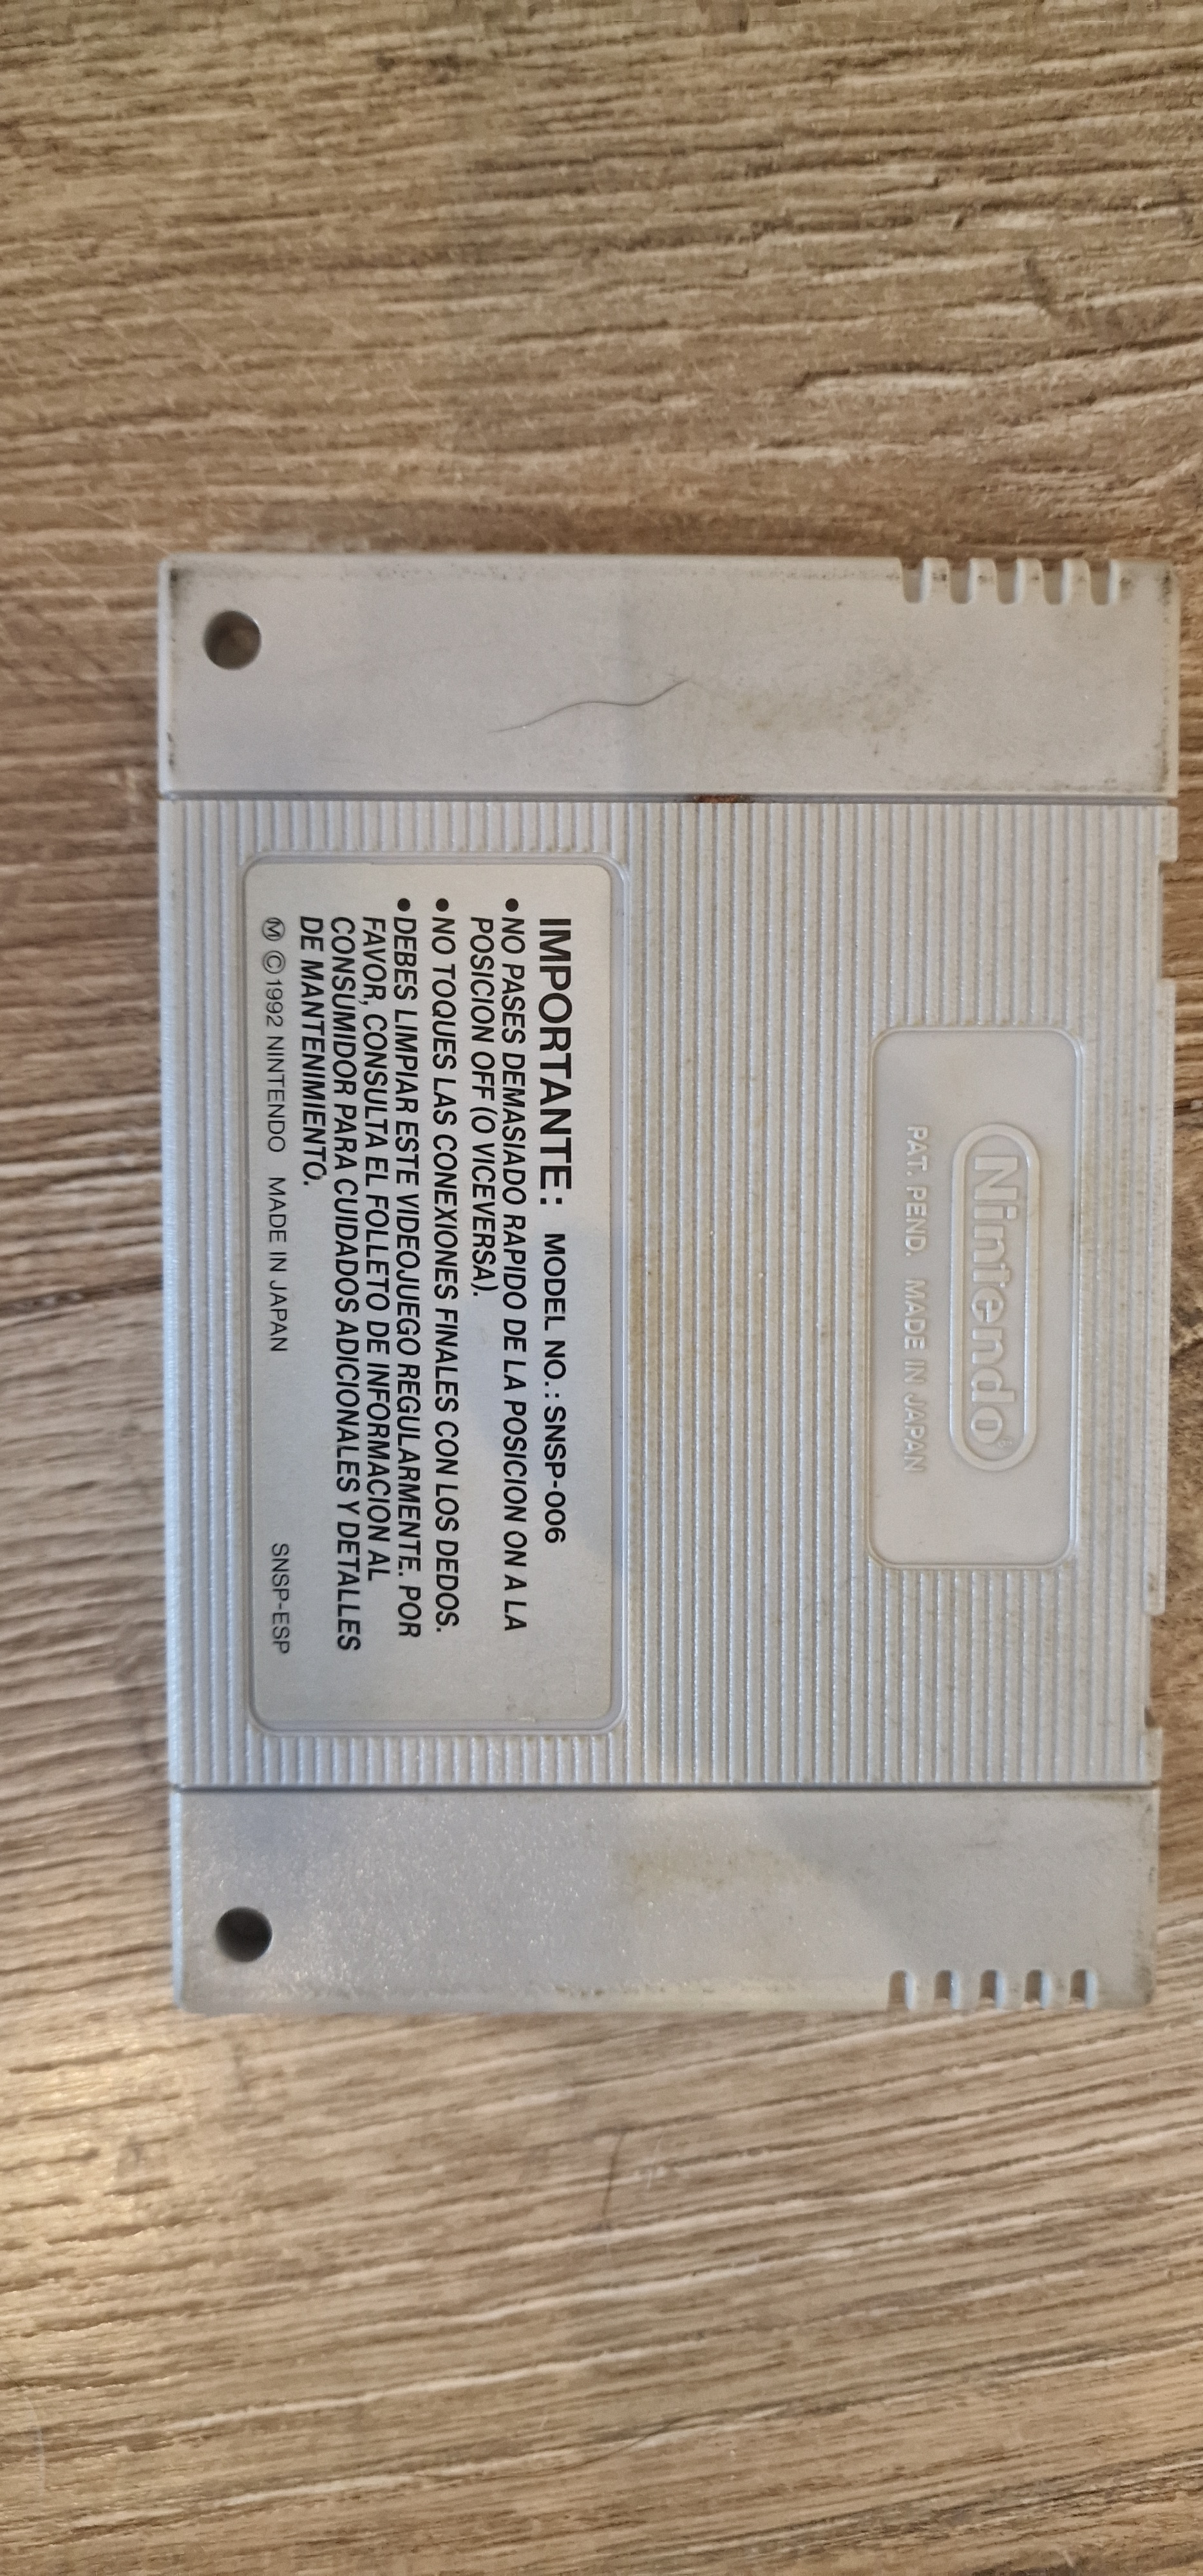 Nintendo®
PAT. PEND. MADE IN JAPAN
IMPORTANTE: MODEL NO.: SNSP-006
•NO PASES DEMASIADO RAPIDO DE LA POSICION ON A LA
POSICION OFF (O VICEVERSA).
•NO TOQUES LAS CONEXIONES FINALES CON LOS DEDOS.
•DEBES LIMPIAR ESTE VIDEOJUEGO REGULARMENTE. POR
FAVOR, CONSULTA EL FOLLETO DE INFORMACION AL
CONSUMIDOR PARA CUIDADOS ADICIONALES Y DETALLES
DE MANTENIMIENTO.
Ⓜ ©1992 NINTENDO MADE IN JAPAN SNSP-ESP